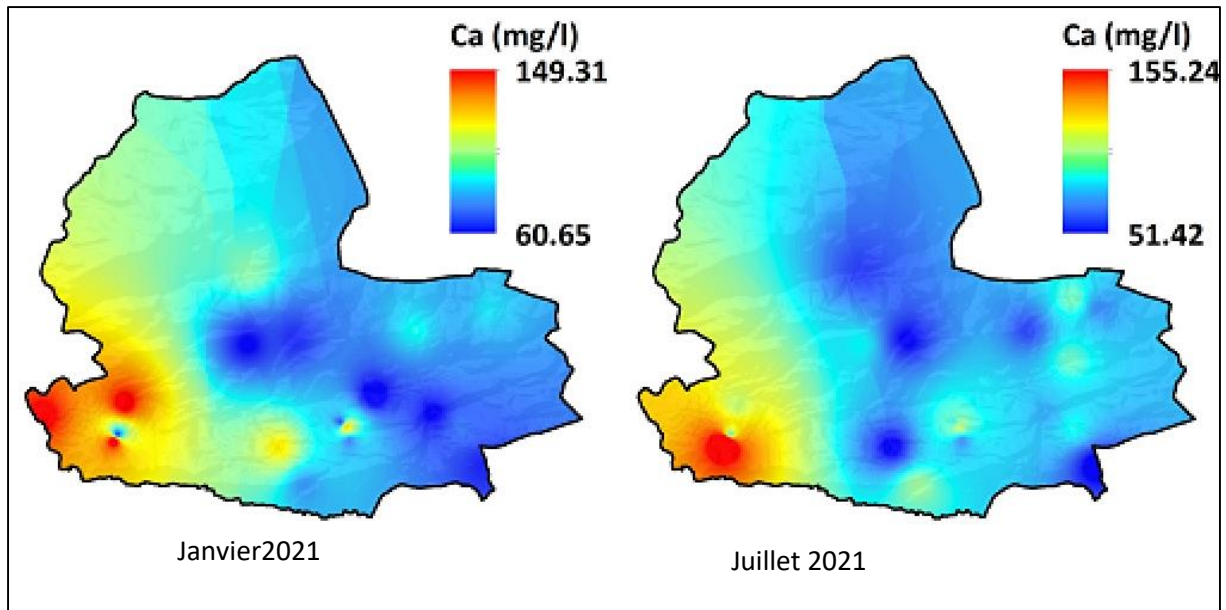 Ca (mg/l)
149.31
60.65
Janvier2021
Ca (mg/l)
155.24
51.42
Juillet 2021